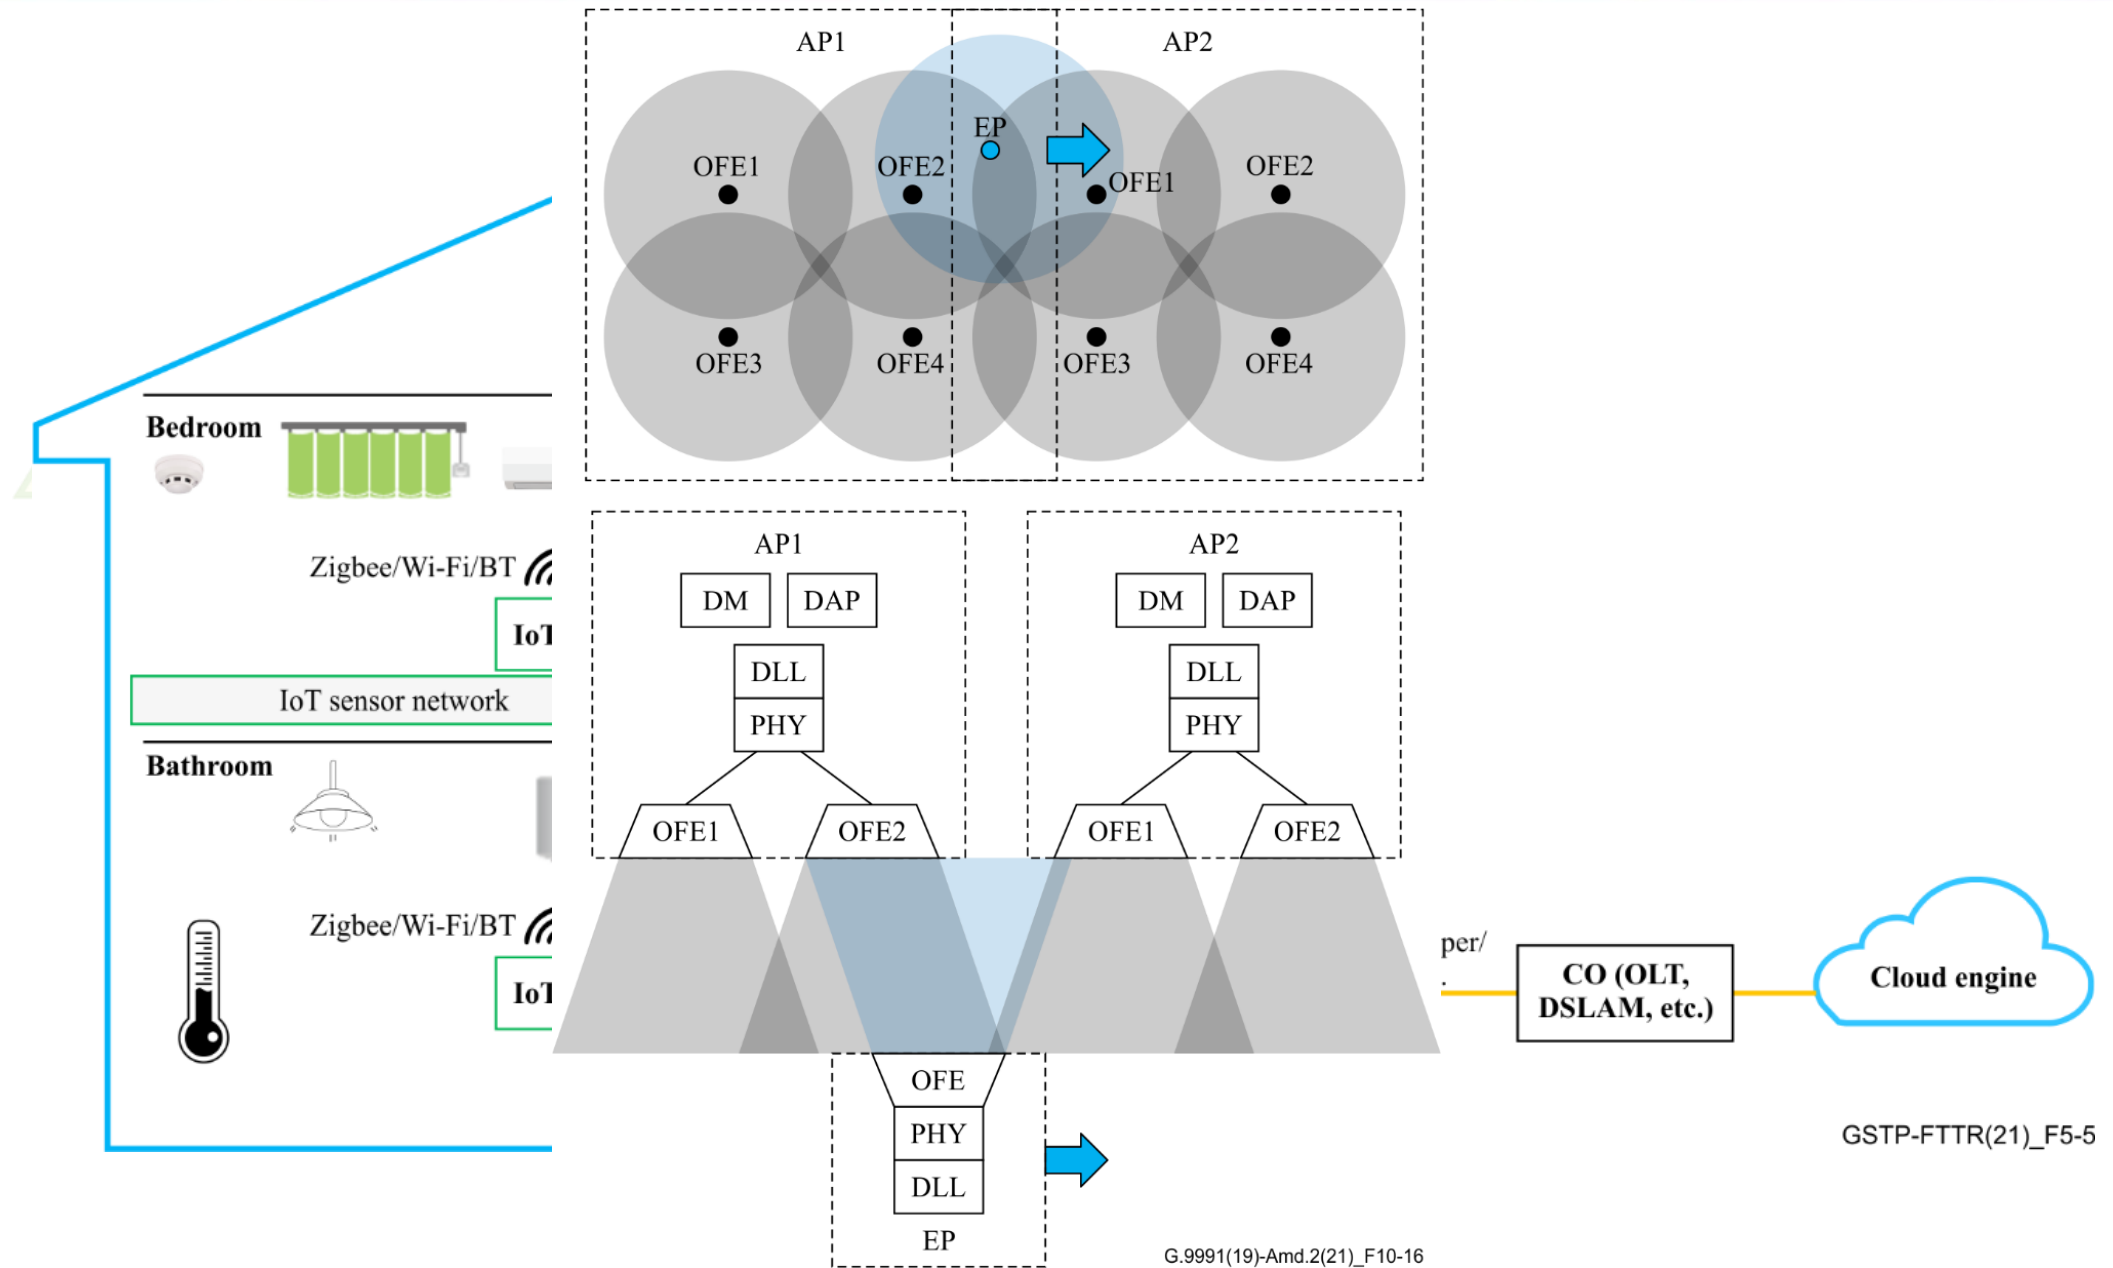 AP1
AP2
EP
OFE1
OFE2
OFE1
OFE2
OFE3
OFE4
OFE3
OFE4
Bedroom
Zigbee/Wi-Fi/BT
IoT
IoT sensor network
Bathroom
Zigbee/Wi-Fi/BT
IoT
AP1
AP2
DM
DAP
DM
DAP
DLL
DLL
PHY
PHY
OFE1
OFE2
OFE1
OFE2
OFE
PHY
DLL
EP
G.9991(19)-Amd.2(21)_F10-16
per/
CO (OLT,
DSLAM, etc.)
Cloud engine
GSTP-FTTR(21)_F5-5